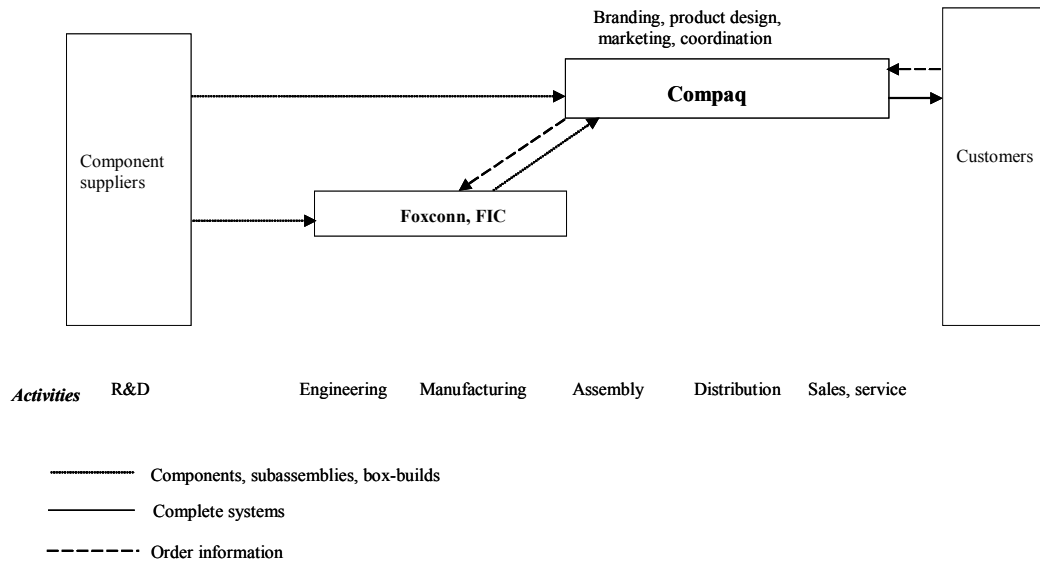 Branding, product design,
marketing, coordination
Compaq
Component
suppliers
Customers
Foxconn, FIC
Activities R&D Engineering Manufacturing Assembly Distribution Sales, service
Components, subassemblies, box-builds
Complete systems
Order information